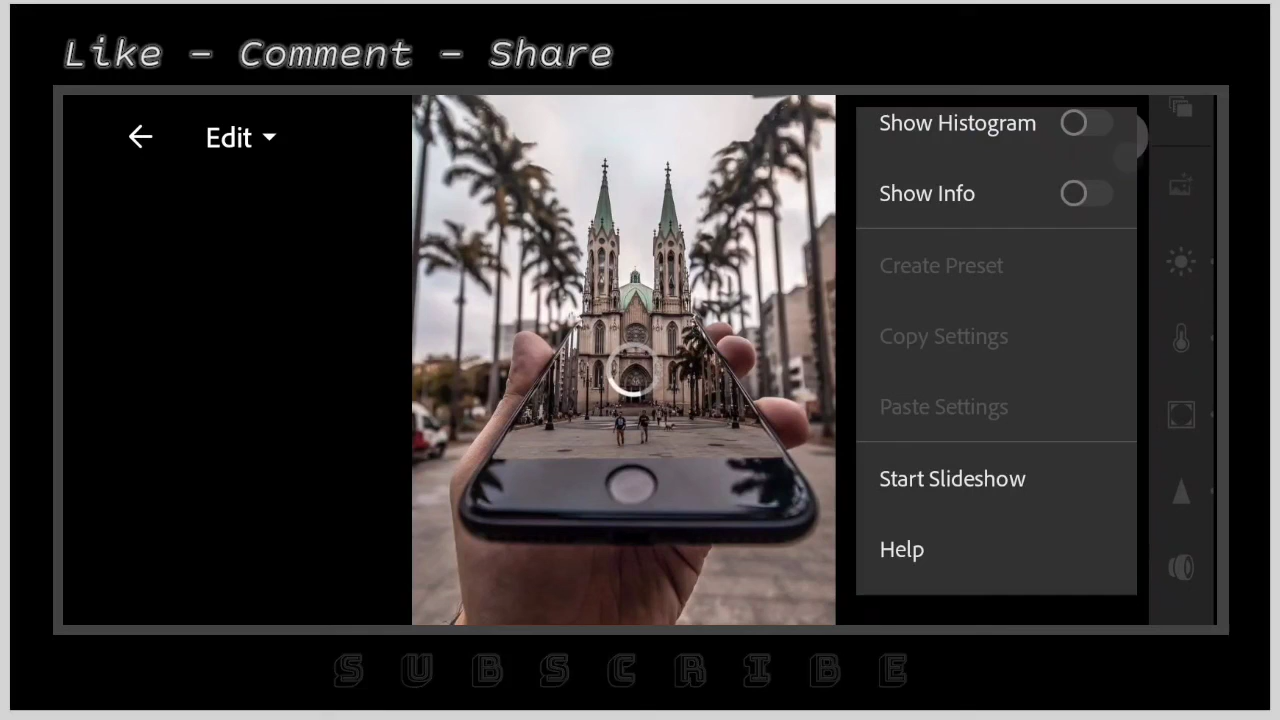 Like - Comment - Share
Edit
Show Histogram
Show Info
Create Preset
Copy Settings
Paste Settings
Start Slideshow
Help
SUBSCRIBE